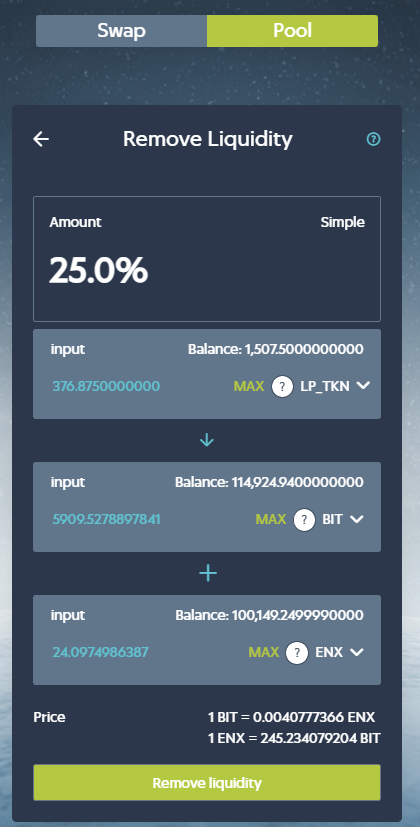 Swap Pool
Remove Liquidity ?
Amount Simple
25.0%
input Balance: 1,507.5000000000
376.8750000000 MAX ? LP_TKN
input Balance: 114,924.9400000000
5909.5278897841 MAX ? BIT
input Balance: 100,149.2499990000
24.0974986387 MAX ? ENX
Price 1 BIT = 0.0040777366 ENX
1 ENX = 245.234079204 BIT
Remove liquidity